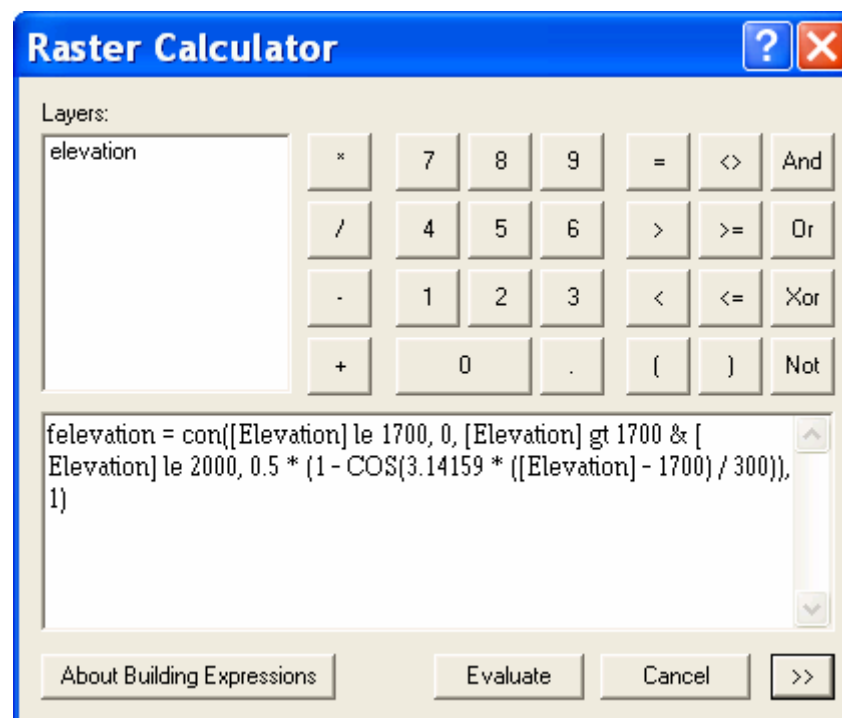 Raster Calculator
?
Layers:
elevation
* 7 8 9 = <> And
/ 4 5 6 > >= Or
- 1 2 3 < <= Xor
+ 0 . ( ) Not
felevation = con([Elevation] le 1700, 0, [Elevation] gt 1700 & [
Elevation] le 2000, 0.5 * (1 - COS(3.14159 * ([Elevation] - 1700) / 300)),
1)
About Building Expressions Evaluate Cancel >>